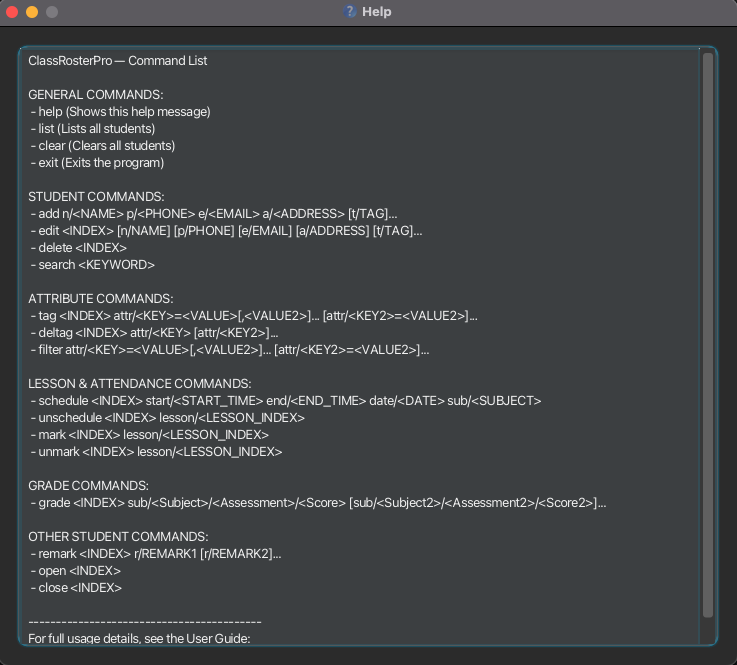 Help
ClassRosterPro — Command List
GENERAL COMMANDS:
- help (Shows this help message)
- list (Lists all students)
- clear (Clears all students)
- exit (Exits the program)
STUDENT COMMANDS:
- add n/<NAME> p/<PHONE> e/<EMAIL> a/<ADDRESS> [t/TAG]...
- edit <INDEX> [n/NAME] [p/PHONE] [e/EMAIL] [a/ADDRESS] [t/TAG]...
- delete <INDEX>
- search <KEYWORD>
ATTRIBUTE COMMANDS:
- tag <INDEX> attr/<KEY>=<VALUE>[,<VALUE2>]... [attr/<KEY2>=<VALUE2>]...
- deltag <INDEX> attr/<KEY> [attr/<KEY2>]...
- filter attr/<KEY>=<VALUE>[,<VALUE2>]... [attr/<KEY2>=<VALUE2>]...
LESSON & ATTENDANCE COMMANDS:
- schedule <INDEX> start/<START_TIME> end/<END_TIME> date/<DATE> sub/<SUBJECT>
- unschedule <INDEX> lesson/<LESSON_INDEX>
- mark <INDEX> lesson/<LESSON_INDEX>
- unmark <INDEX> lesson/<LESSON_INDEX>
GRADE COMMANDS:
- grade <INDEX> sub/<Subject>/<Assessment>/<Score> [sub/<Subject2>/<Assessment2>/<Score2>]...
OTHER STUDENT COMMANDS:
- remark <INDEX> r/REMARK1 [r/REMARK2]...
- open <INDEX>
- close <INDEX>
------------------------------------------
For full usage details, see the User Guide: